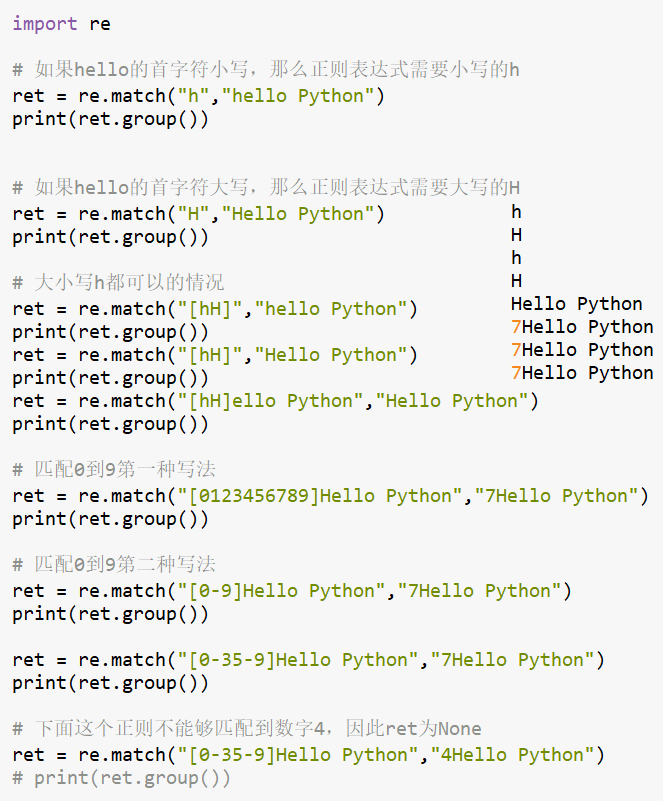 import re
# 如果hello的首字符小写，那么正则表达式需要小写的h
ret = re.match("h","hello Python")
print(ret.group())
# 如果hello的首字符大写，那么正则表达式需要大写的H
ret = re.match("H","Hello Python")
print(ret.group())
# 大小写h都可以的情况
ret = re.match("[hH]","hello Python")
print(ret.group())
ret = re.match("[hH]","Hello Python")
print(ret.group())
ret = re.match("[hH]ello Python","Hello Python")
print(ret.group())
# 匹配0到9第一种写法
ret = re.match("[0123456789]Hello Python","7Hello Python")
print(ret.group())
# 匹配0到9第二种写法
ret = re.match("[0-9]Hello Python","7Hello Python")
print(ret.group())
ret = re.match("[0-35-9]Hello Python","7Hello Python")
print(ret.group())
# 下面这个正则不能够匹配到数字4，因此ret为None
ret = re.match("[0-35-9]Hello Python","4Hello Python")
# print(ret.group())
h
H
h
H
Hello Python
7Hello Python
7Hello Python
7Hello Python